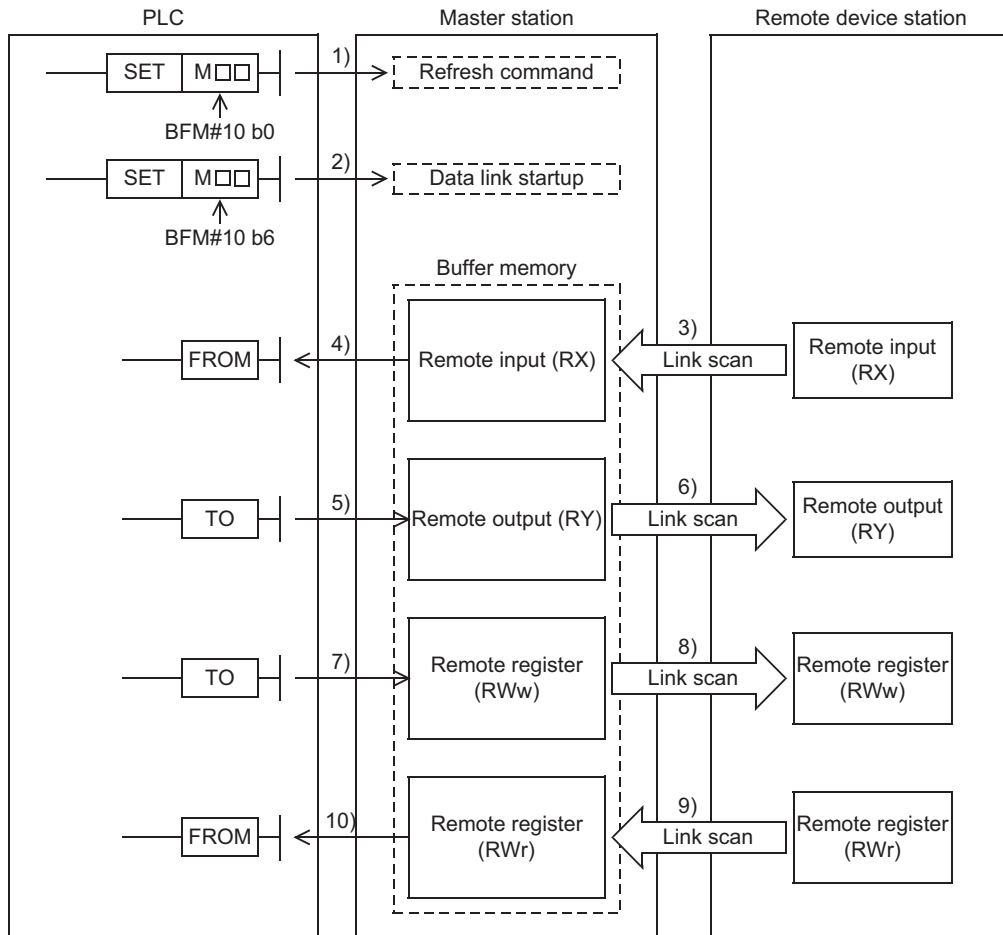 PLC
Master station
Remote device station
SET M□□
1)
Refresh command
BFM#10 b0
SET M□□
2)
Data link startup
BFM#10 b6
Buffer memory
FROM
4)
Remote input (RX)
3)
Link scan
Remote input
(RX)
TO
5)
Remote output (RY)
6)
Link scan
Remote output
(RY)
TO
7)
Remote register
(RWw)
8)
Link scan
Remote register
(RWw)
FROM
10)
Remote register
(RWr)
9)
Link scan
Remote register
(RWr)